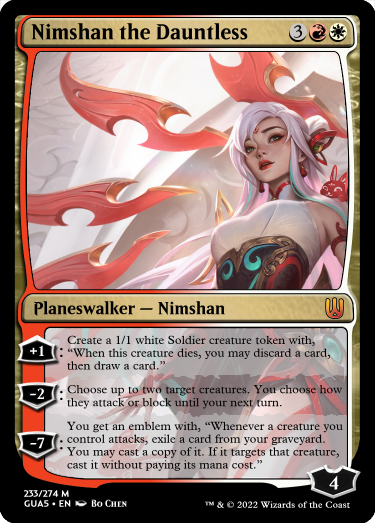 Nimshan the Dauntless 3
Planeswalker — Nimshan
+1: Create a 1/1 white Soldier creature token with,
“When this creature dies, you may discard a card,
then draw a card.”
-2: Choose up to two target creatures. You choose how
they attack or block until your next turn.
You get an emblem with, “Whenever a creature you
-7: control attacks, exile a card from your graveyard.
You may cast a copy of it. If it targets that creature,
cast it without paying its mana cost.”
4
233/274 M
GUA5 • EN Bo Chen
™ & © 2022 Wizards of the Coast